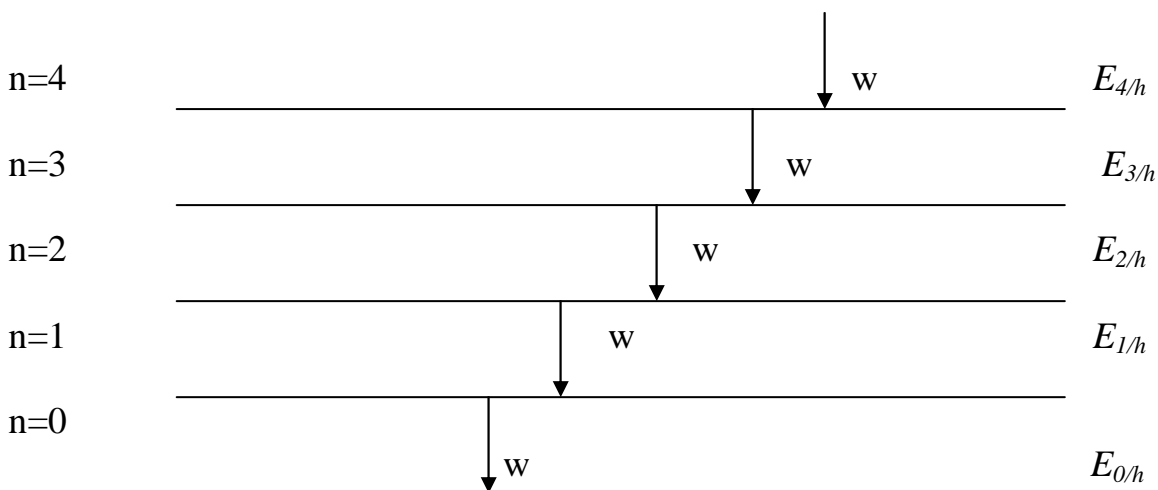 n=4 w E4/h
n=3 w E3/h
n=2 w E2/h
n=1 w E1/h
n=0
w E0/h